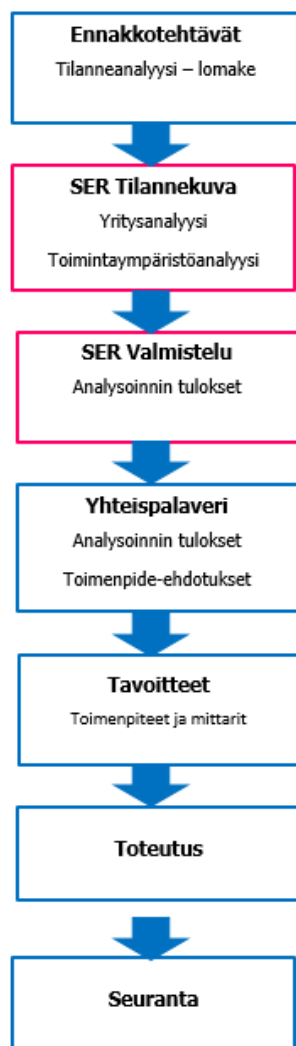 Ennakkotehtävät
Tilanneanalyysi – lomake
SER Tilannekuva
Yritysanalyysi
Toimintaympäristöanalyysi
SER Valmistelu
Analysoinnin tulokset
Yhteispalaveri
Analysoinnin tulokset
Toimenpide-ehdotukset
Tavoitteet
Toimenpiteet ja mittarit
Toteutus
Seuranta